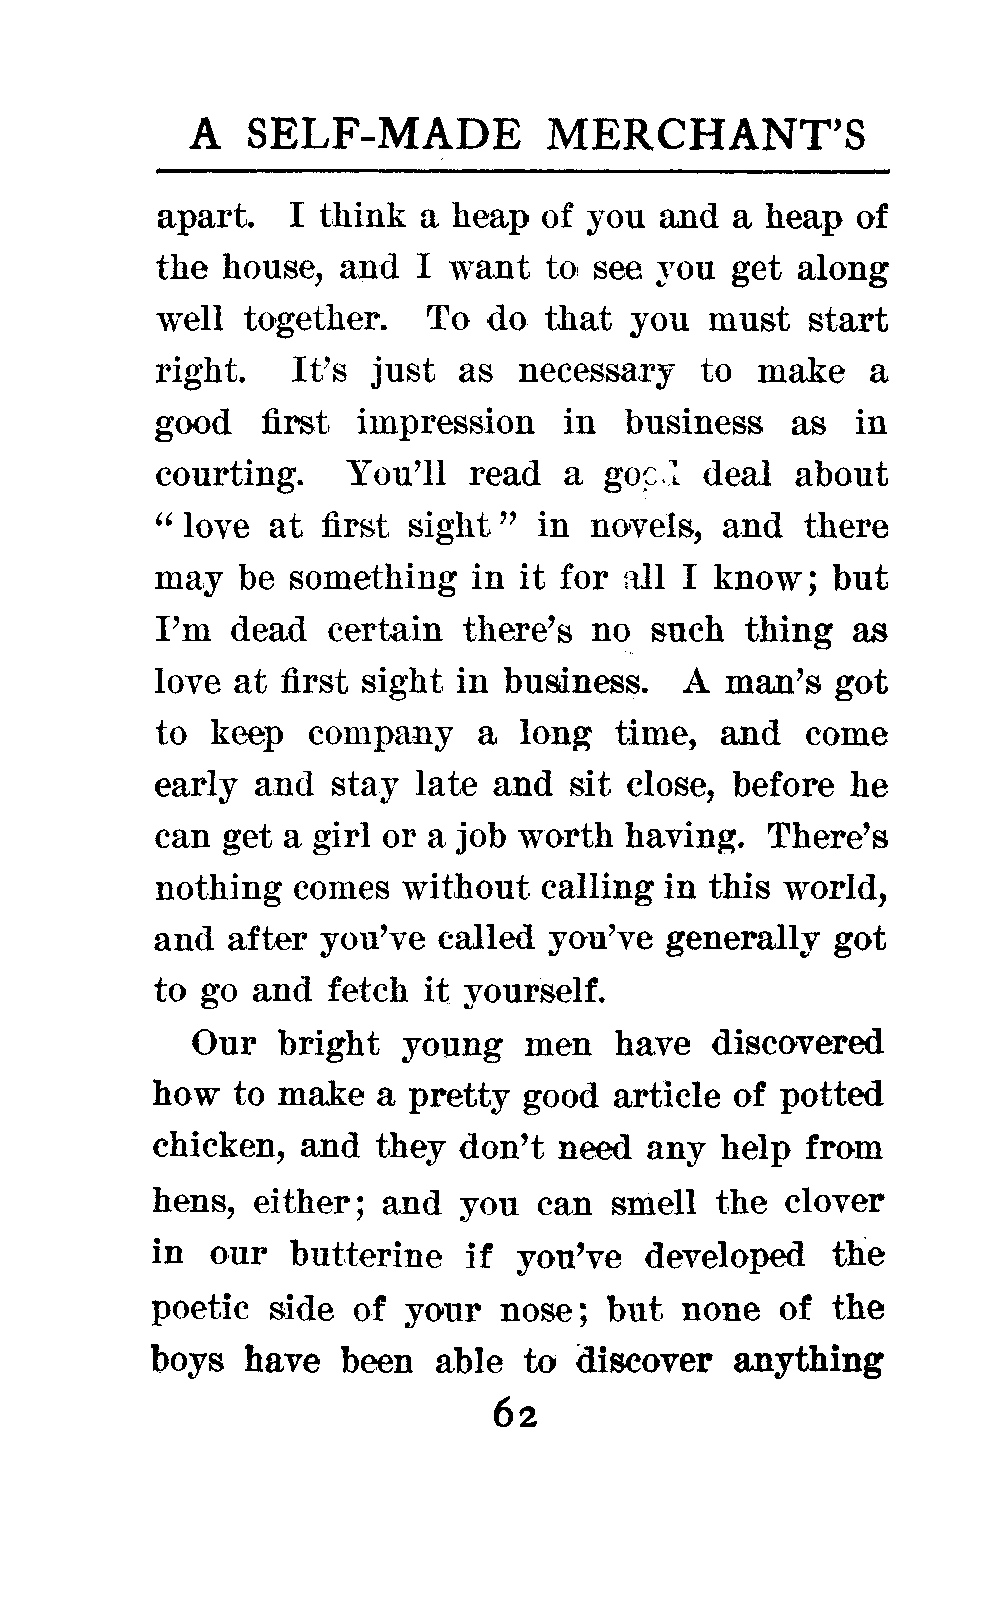 A SELF-MADE MERCHANT'S
apart. I think a heap of you and a heap of
the house, and I want to see you get along
well together. To do that you must start
right. It's just as necessary to make a
good first impression in business as in
courting. You'll read a good deal about
“love at first sight” in novels, and there
may be something in it for all I know; but
I'm dead certain there's no such thing as
love at first sight in business. A man's got
to keep company a long time, and come
early and stay late and sit close, before he
can get a girl or a job worth having. There's
nothing comes without calling in this world,
and after you've called you've generally got
to go and fetch it yourself.
Our bright young men have discovered
how to make a pretty good article of potted
chicken, and they don't need any help from
hens, either; and you can smell the clover
in our butterine if you've developed the
poetic side of your nose; but none of the
boys have been able to discover anything
62